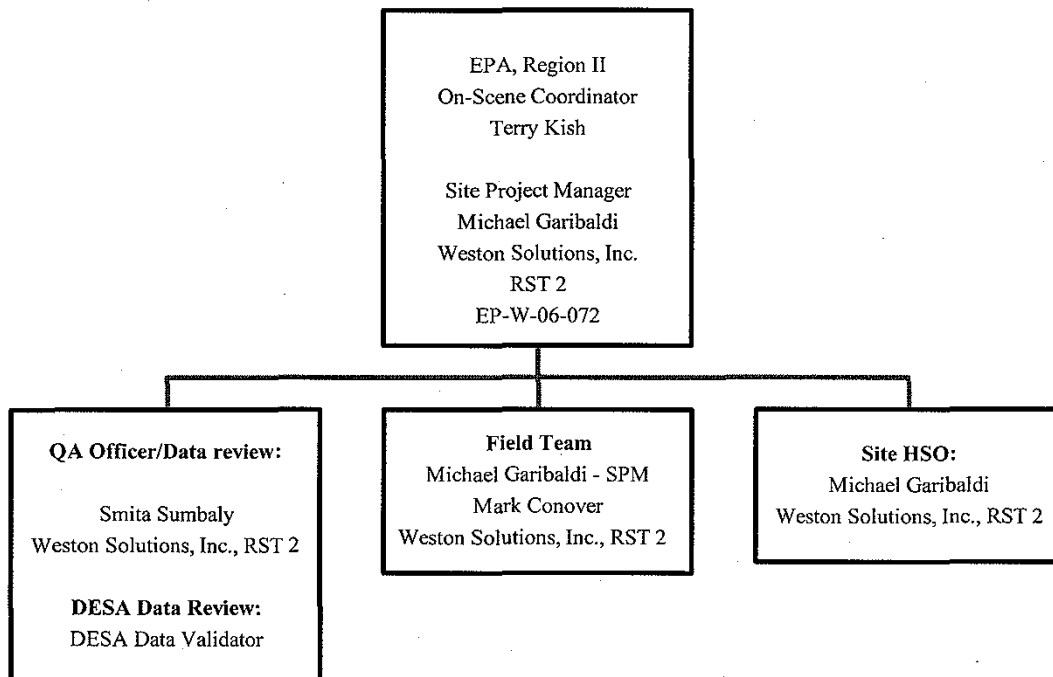 EPA, Region II
On-Scene Coordinator
Terry Kish
Site Project Manager
Michael Garibaldi
Weston Solutions, Inc.
RST 2
EP-W-06-072
QA Officer/Data review:
Smita Sumbaly
Weston Solutions, Inc., RST 2
DESA Data Review:
DESA Data Validator
Field Team
Michael Garibaldi - SPM
Mark Conover
Weston Solutions, Inc., RST 2
Site HSO:
Michael Garibaldi
Weston Solutions, Inc., RST 2